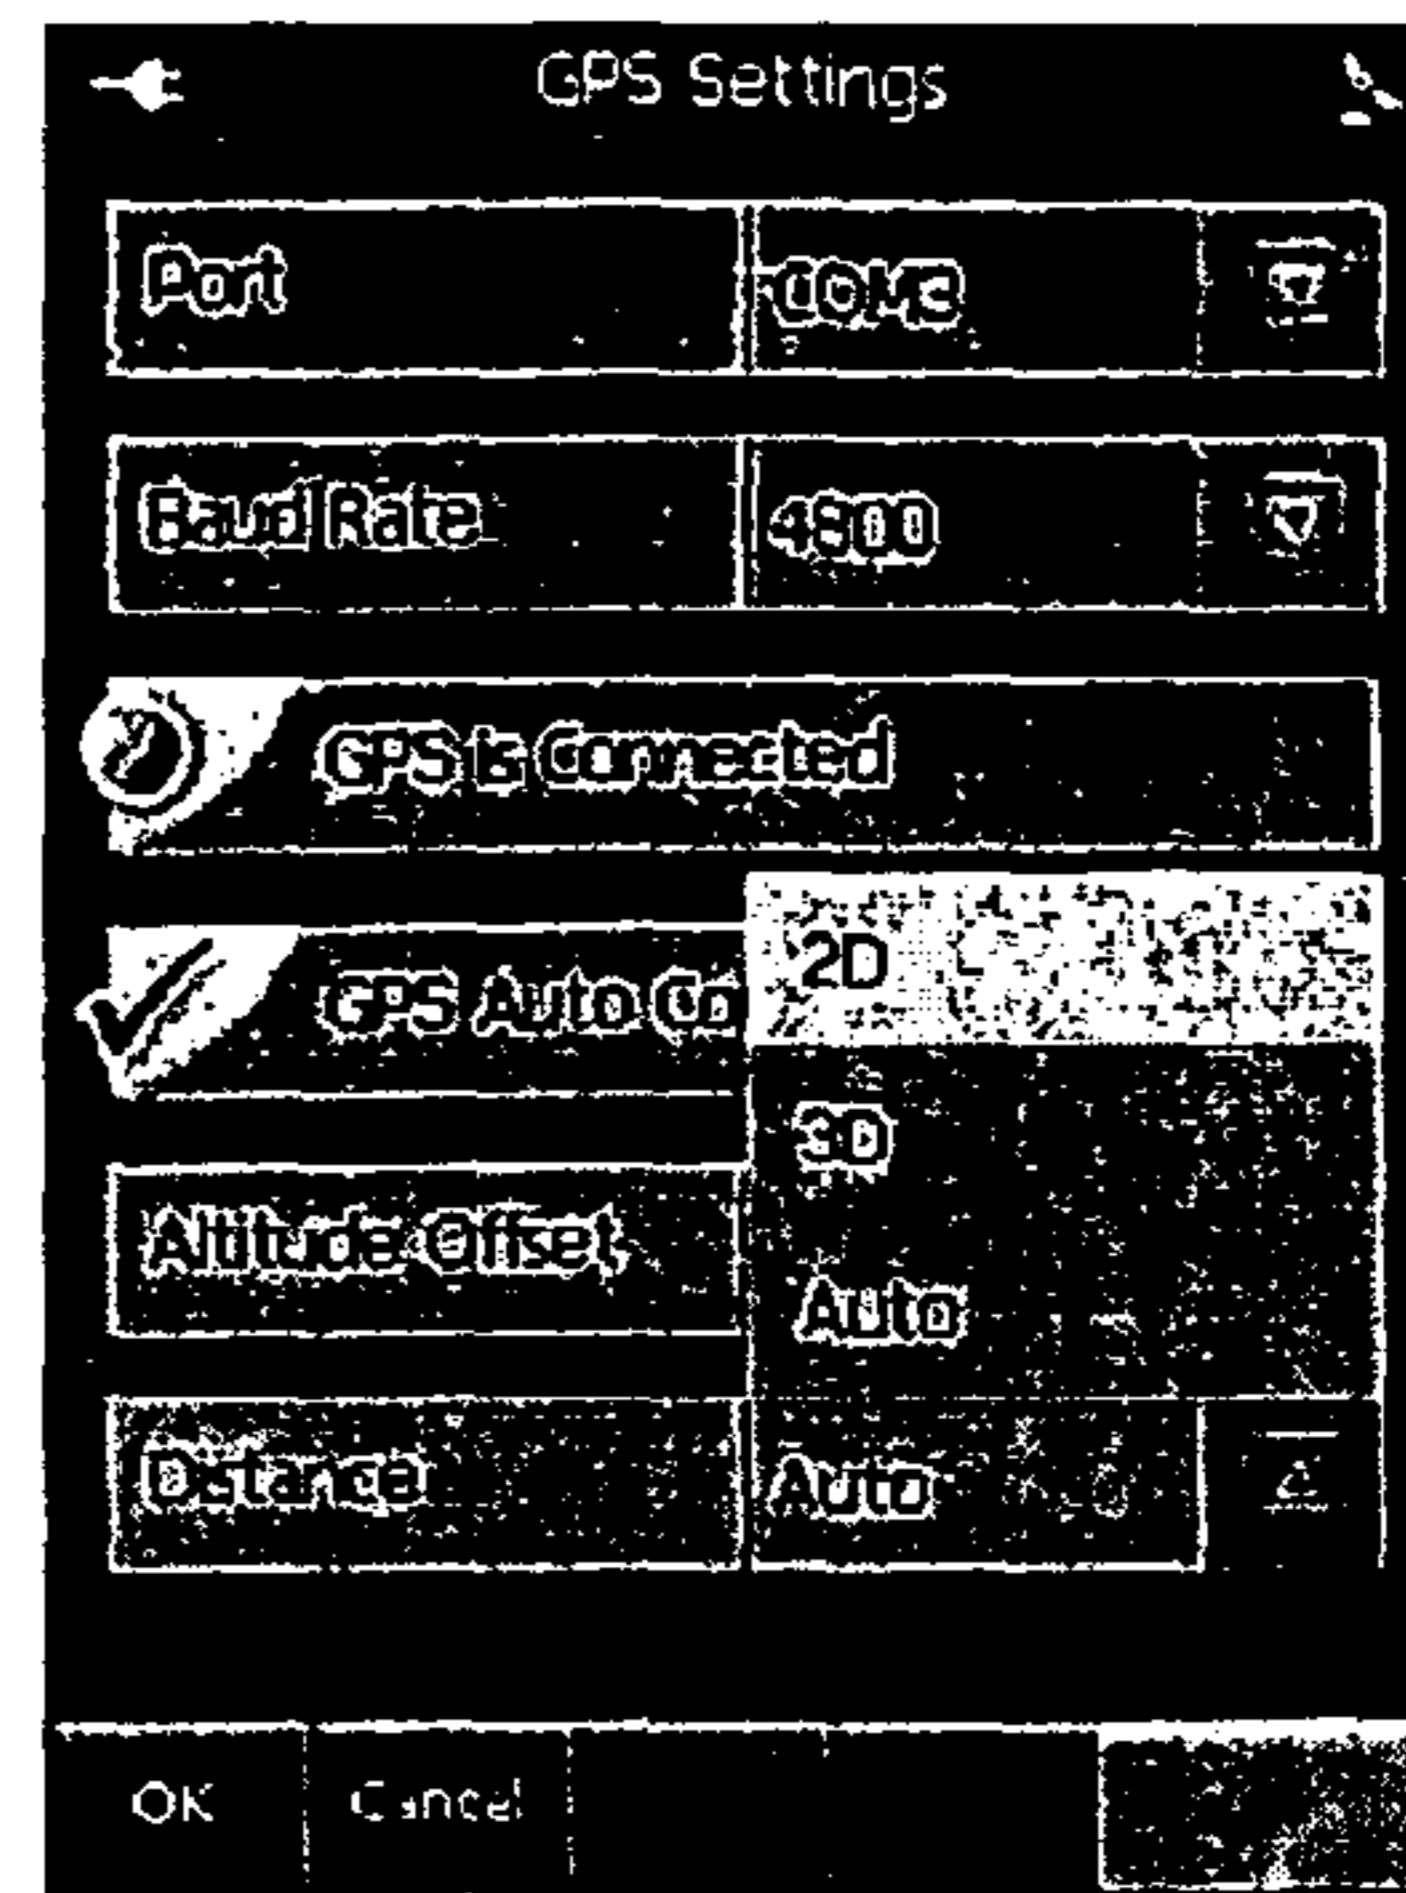 GPS Settings
Port COM3
Baud Rate 4800
GPS is Connected
2D
GPS Auto Co
3D
Altitude Offset
Auto
Distance Auto
OK Cancel